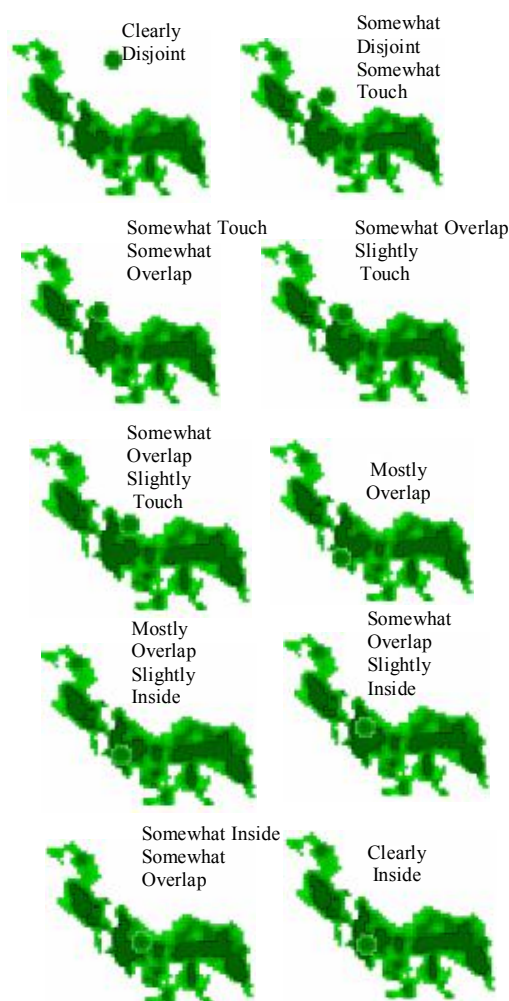 Clearly
Disjoint
Somewhat
Disjoint
Somewhat
Touch
Somewhat Touch
Somewhat
Overlap
Somewhat Overlap
Slightly
Touch
Somewhat
Overlap
Slightly
Touch
Mostly
Overlap
Mostly
Overlap
Slightly
Inside
Somewhat
Overlap
Slightly
Inside
Somewhat Inside
Somewhat
Overlap
Clearly
Inside